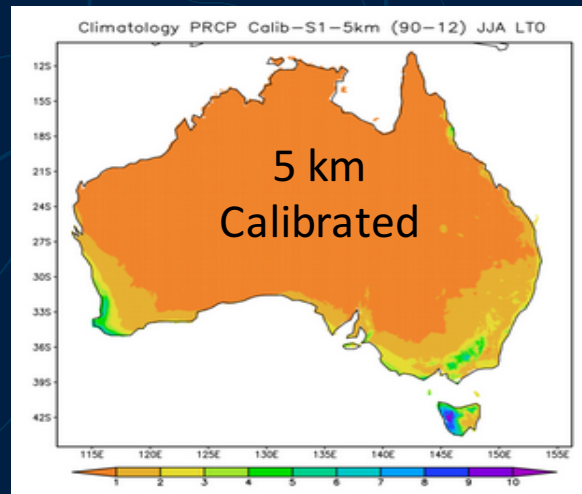 Climatology PRCP Calib-S1-5km (90-12) JJA LT0
12S
15S
18S
21S
24S
27S
30S
33S
36S
39S
42S
5 km
Calibrated
115E 120E 125E 130E 135E 140E 145E 150E 155E
1 2 3 4 5 6 7 8 9 10